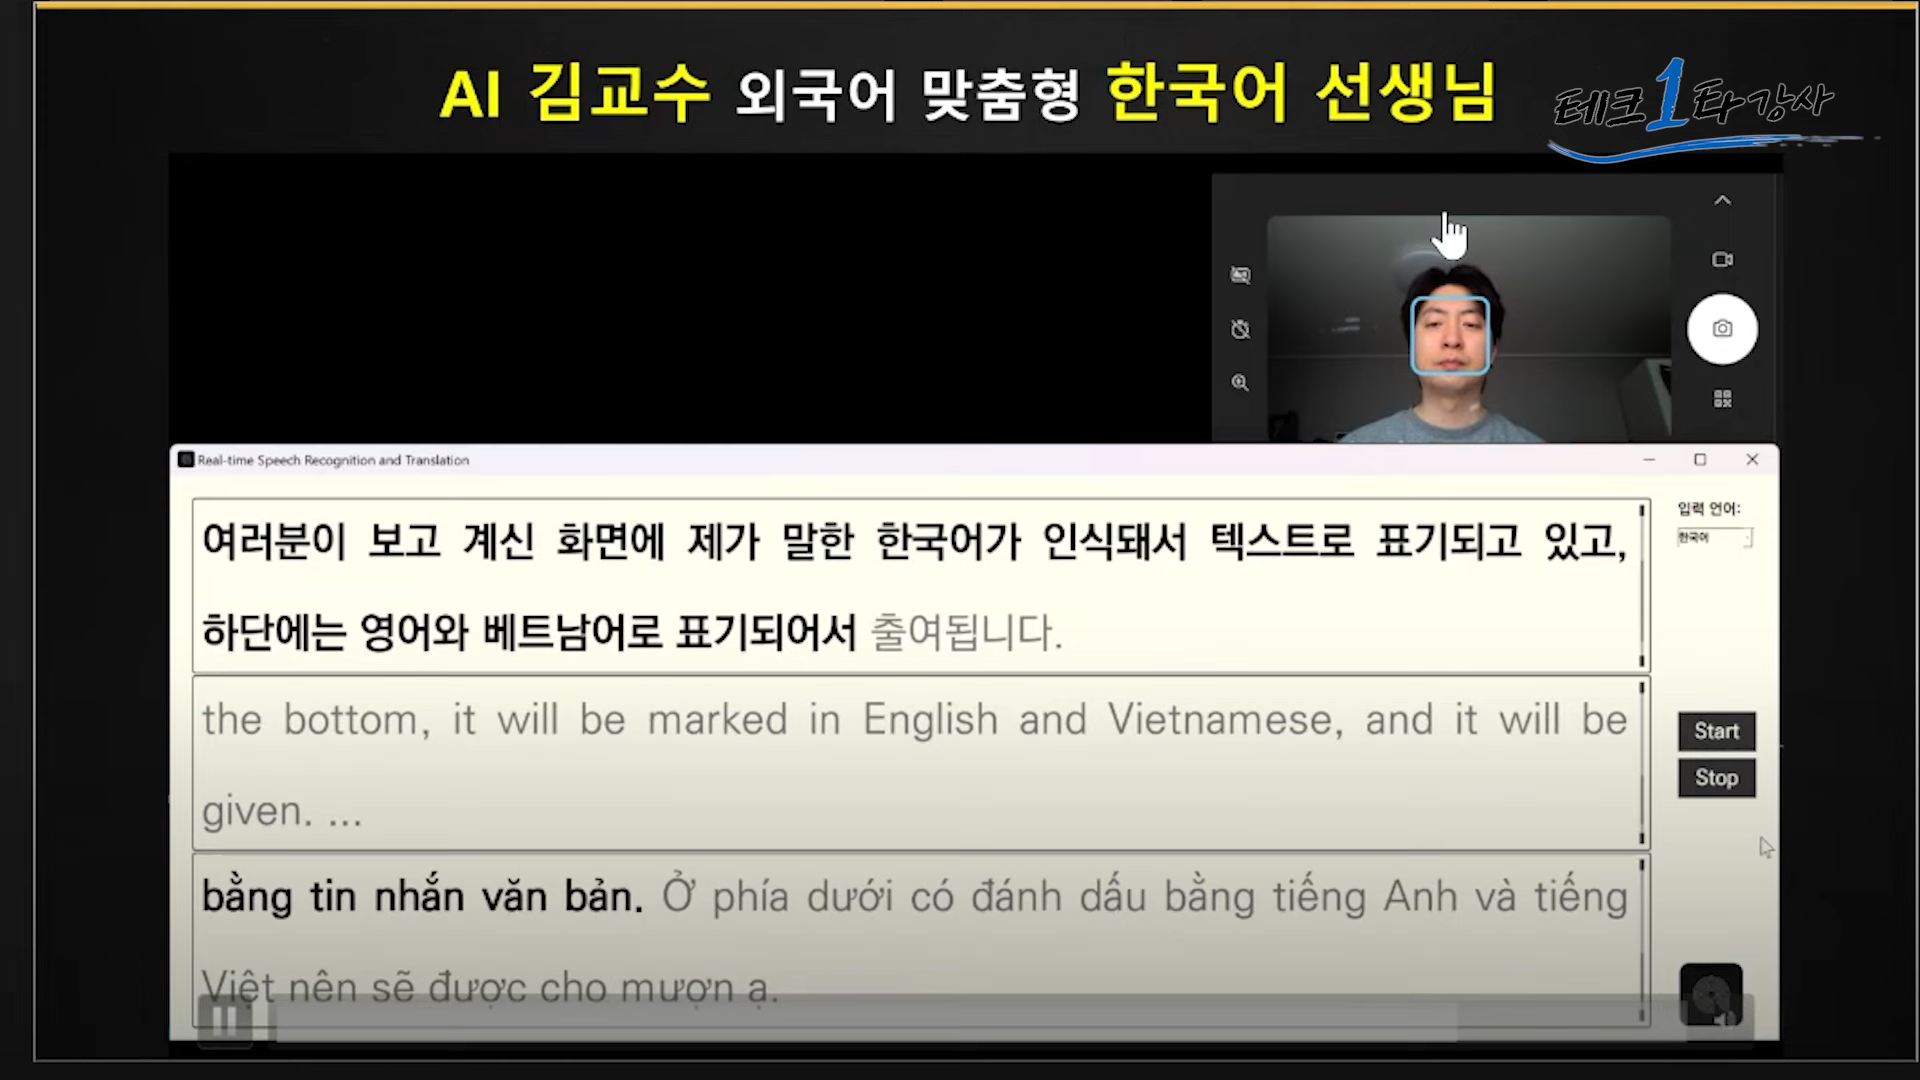 AI 김교수 외국어 맞춤형 한국어 선생님
테크1타강사
Real-time Speech Recognition and Translation
여러분이 보고 계신 화면에 제가 말한 한국어가 인식돼서 텍스트로 표기되고 있고,
하단에는 영어와 베트남어로 표기되어서 출여됩니다.
the bottom, it will be marked in English and Vietnamese, and it will be
given. ...
bằng tin nhắn văn bản. Ở phía dưới có đánh dấu bằng tiếng Anh và tiếng
Việt nên sẽ được cho mượn ạ.
입력 언어:
한국어
Start
Stop